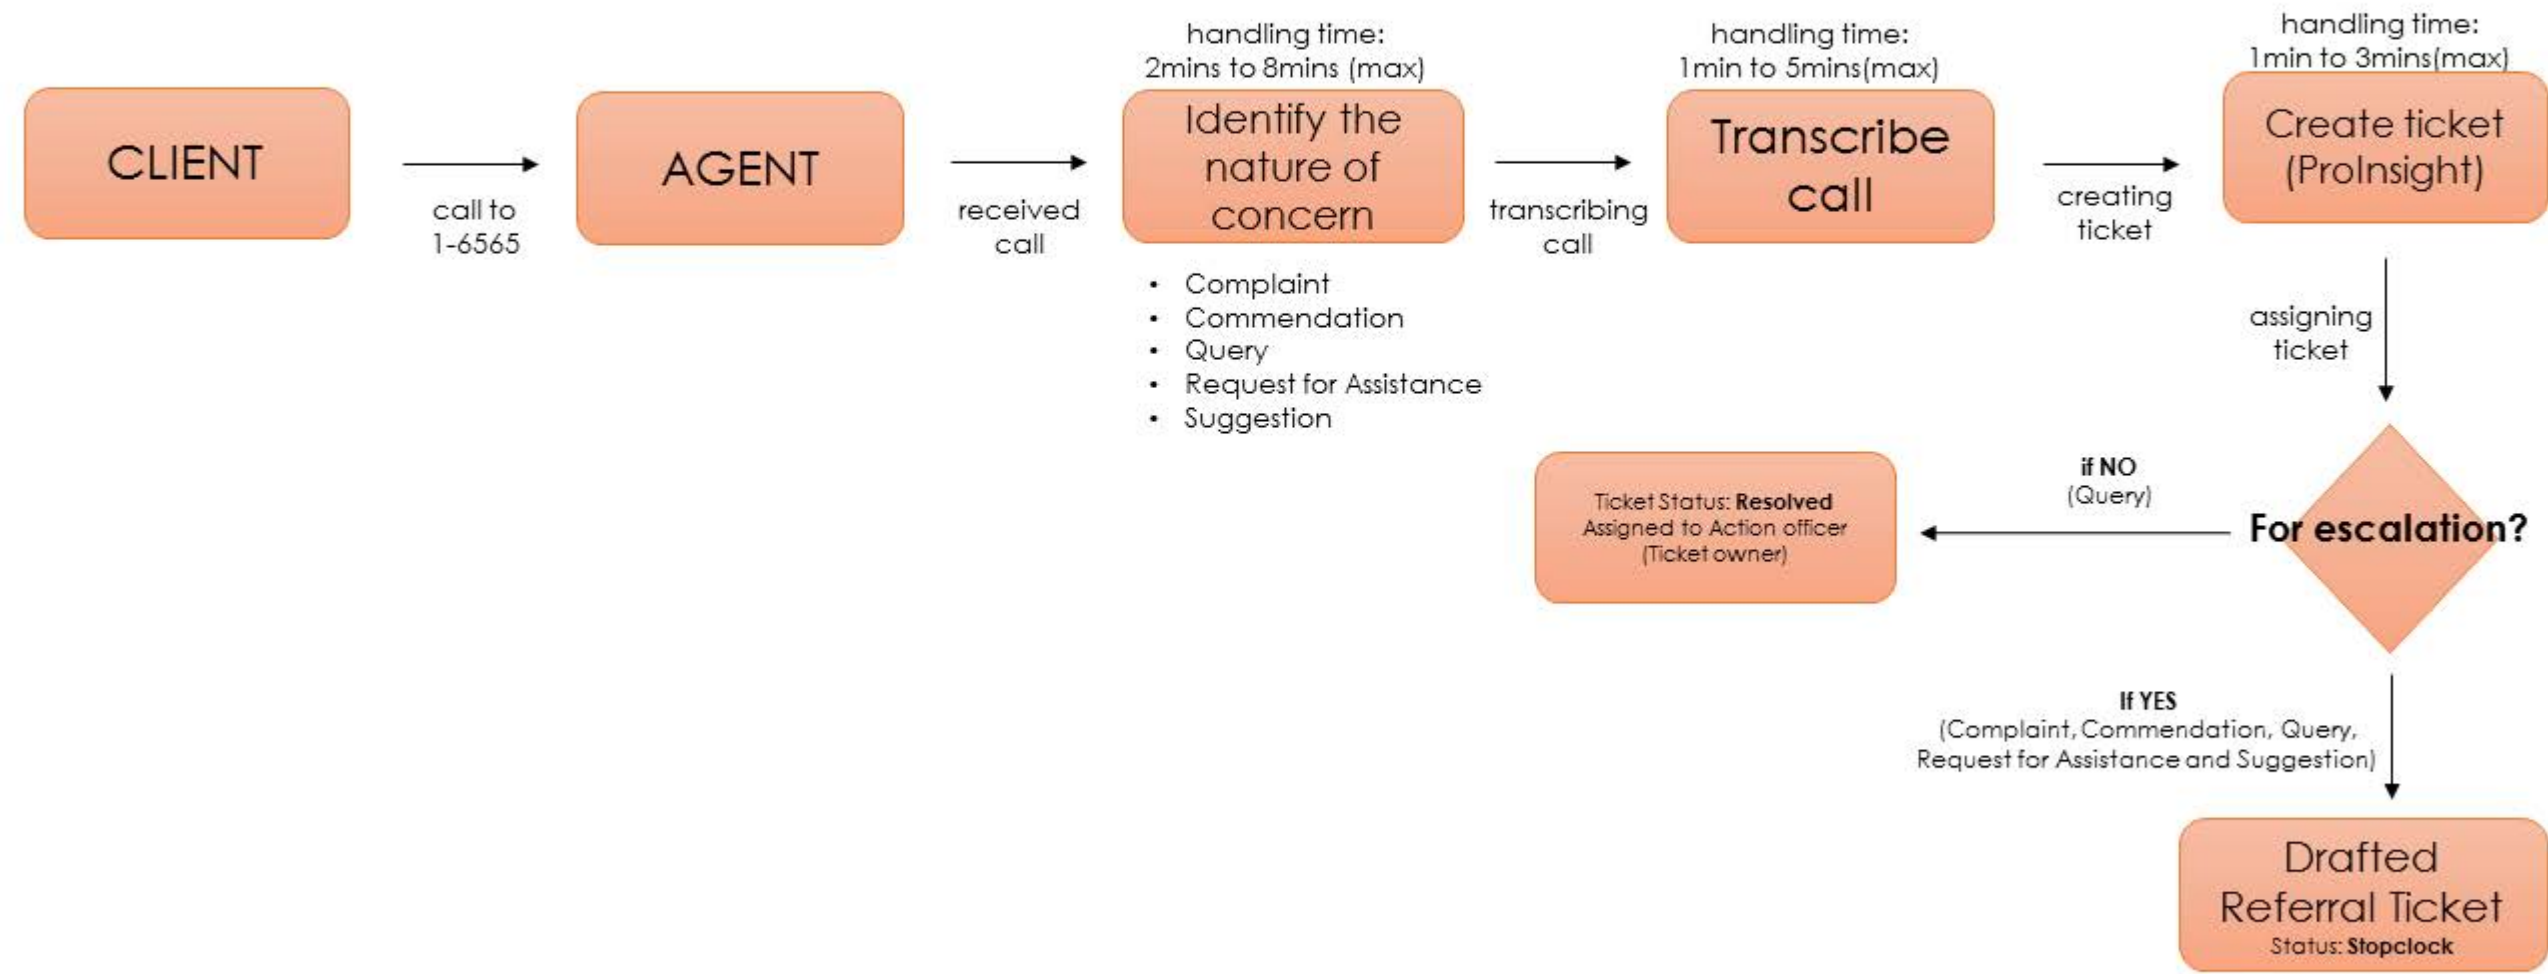 CLIENT
call to
1-6565
AGENT
received
call
handling time:
2mins to 8mins (max)
Identify the
nature of
concern
• Complaint
• Commendation
• Query
• Request for Assistance
• Suggestion
transcribing
call
handling time:
1min to 5mins(max)
Transcribe
call
creating
ticket
handling time:
1min to 3mins(max)
Create ticket
(ProInsight)
assigning
ticket
For escalation?
if NO
(Query)
Ticket Status: Resolved
Assigned to Action officer
(Ticket owner)
If YES
(Complaint, Commendation, Query,
Request for Assistance and Suggestion)
Drafted
Referral Ticket
Status: Stopclock